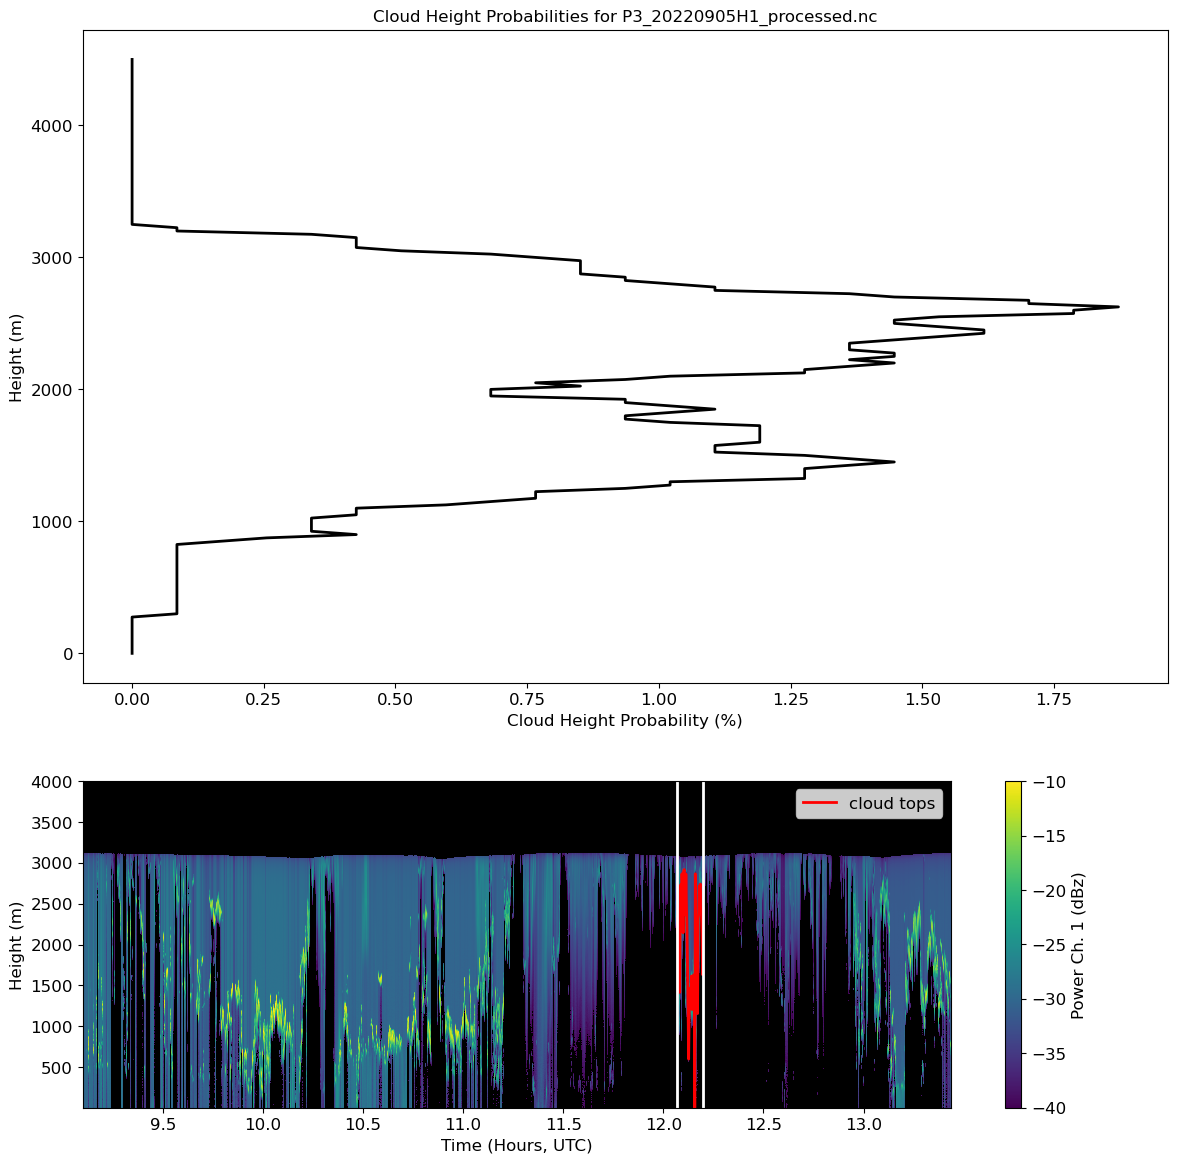 Cloud Height Probabilities for P3_20220905H1_processed.nc
4000
3000
2000
1000
0
Height (m)
0.00 0.25 0.50 0.75 1.00 1.25 1.50 1.75
Cloud Height Probability (%)
4000
3500
3000
2500
2000
1500
1000
500
Height (m)
cloud tops
9.5 10.0 10.5 11.0 11.5 12.0 12.5 13.0
Time (Hours, UTC)
−10
−15
−20
−25
−30
−35
−40
Power Ch. 1 (dBz)